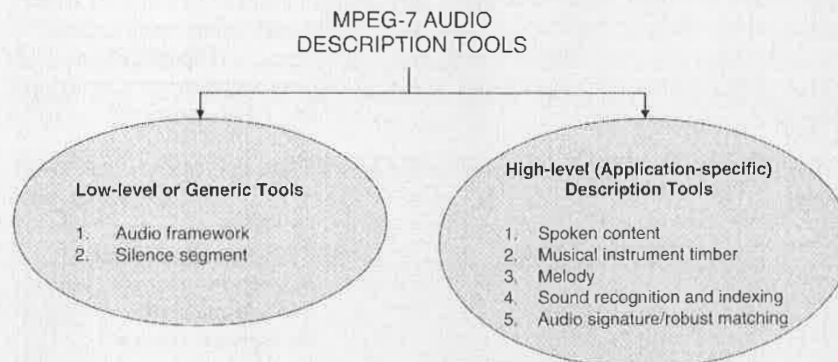 MPEG-7 AUDIO
DESCRIPTION TOOLS
Low-level or Generic Tools
1. Audio framework
2. Silence segment
High-level (Application-specific)
Description Tools
1. Spoken content
2. Musical instrument timber
3. Melody
4. Sound recognition and indexing
5. Audio signature/robust matching